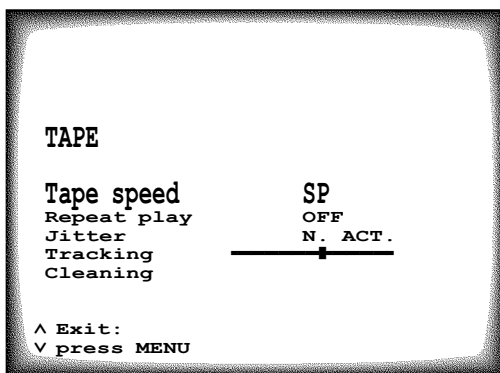 TAPE
Tape speed SP
Repeat play OFF
Jitter N. ACT.
Tracking
Cleaning
^ Exit:
v press MENU